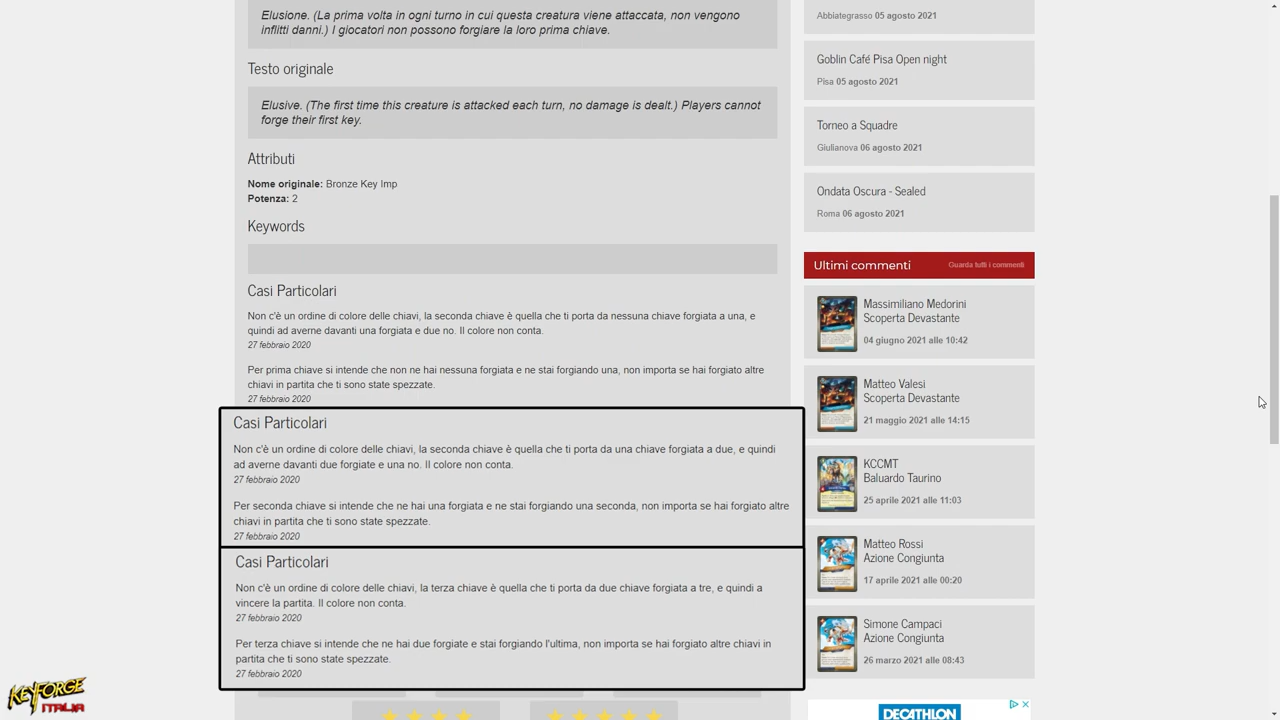 Elusione. (La prima volta in ogni turno in cui questa creatura viene attaccata, non vengono
inflitti danni.) I giocatori non possono forgiare la loro prima chiave.
Testo originale
Elusive. (The first time this creature is attacked each turn, no damage is dealt.) Players cannot
forge their first key.
Attributi
Nome originale: Bronze Key Imp
Potenza: 2
Keywords
Casi Particolari
Non c'è un ordine di colore delle chiavi, la seconda chiave è quella che ti porta da nessuna chiave forgiata a una, e
quindi ad averne davanti una forgiata e due no. Il colore non conta.
27 febbraio 2020
Per prima chiave si intende che non ne hai nessuna forgiata e ne stai forgiando una, non importa se hai forgiato altre
chiavi in partita che ti sono state spezzate.
27 febbraio 2020
Casi Particolari
Non c'è un ordine di colore delle chiavi, la seconda chiave è quella che ti porta da una chiave forgiata a due, e quindi
ad averne davanti due forgiate e una no. Il colore non conta.
27 febbraio 2020
Per seconda chiave si intende che ne hai una forgiata e ne stai forgiando una seconda, non importa se hai forgiato altre
chiavi in partita che ti sono state spezzate.
27 febbraio 2020
Casi Particolari
Non c'è un ordine di colore delle chiavi, la terza chiave è quella che ti porta da due chiave forgiata a tre, e quindi a
vincere la partita. Il colore non conta.
27 febbraio 2020
Per terza chiave si intende che ne hai due forgiate e stai forgiando l'ultima, non importa se hai forgiato altre chiavi in
partita che ti sono state spezzate.
27 febbraio 2020
Abbiategrasso 05 agosto 2021
Goblin Café Pisa Open night
Pisa 05 agosto 2021
Torneo a Squadre
Giulianova 06 agosto 2021
Ondata Oscura - Sealed
Roma 06 agosto 2021
Ultimi commenti Guarda tutti i commenti
Massimiliano Medorini
Scoperta Devastante
04 giugno 2021 alle 10:42
Matteo Valesi
Scoperta Devastante
21 maggio 2021 alle 14:15
KCCMT
Baluardo Taurino
25 aprile 2021 alle 11:03
Matteo Rossi
Azione Congiunta
17 aprile 2021 alle 00:20
Simone Campaci
Azione Congiunta
26 marzo 2021 alle 08:43
DECATHLON
KEYFORGE
ITALIA